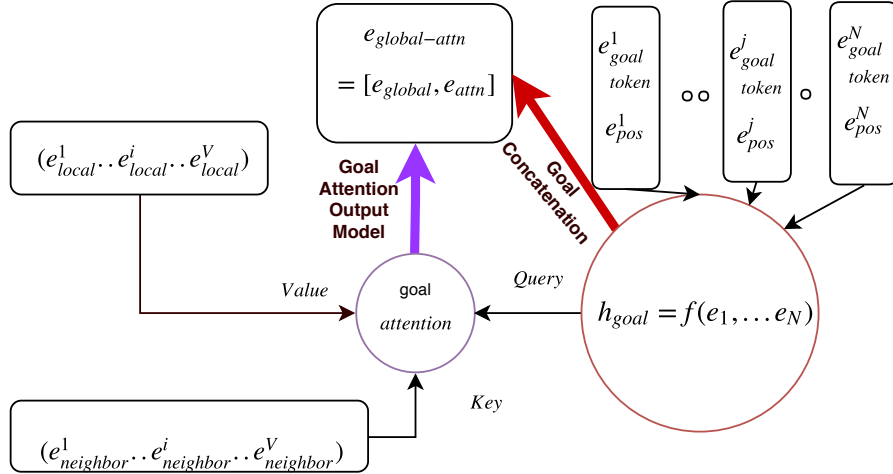 e_{global-attn}
= [e_{global}, e_{attn}]
e^1_{goal}
token
e^1_{pos}
e^j_{goal}
token
e^j_{pos}
e^N_{goal}
token
e^N_{pos}
(e^1_{local}. . e^i_{local}. . e^V_{local})
Goal
Attention
Output
Model
Goal
Concatenation
Value
goal
attention
Query
h_{goal} = f(e_1, … e_N)
Key
(e^1_{neighbor}. . e^i_{neighbor}. . e^V_{neighbor})